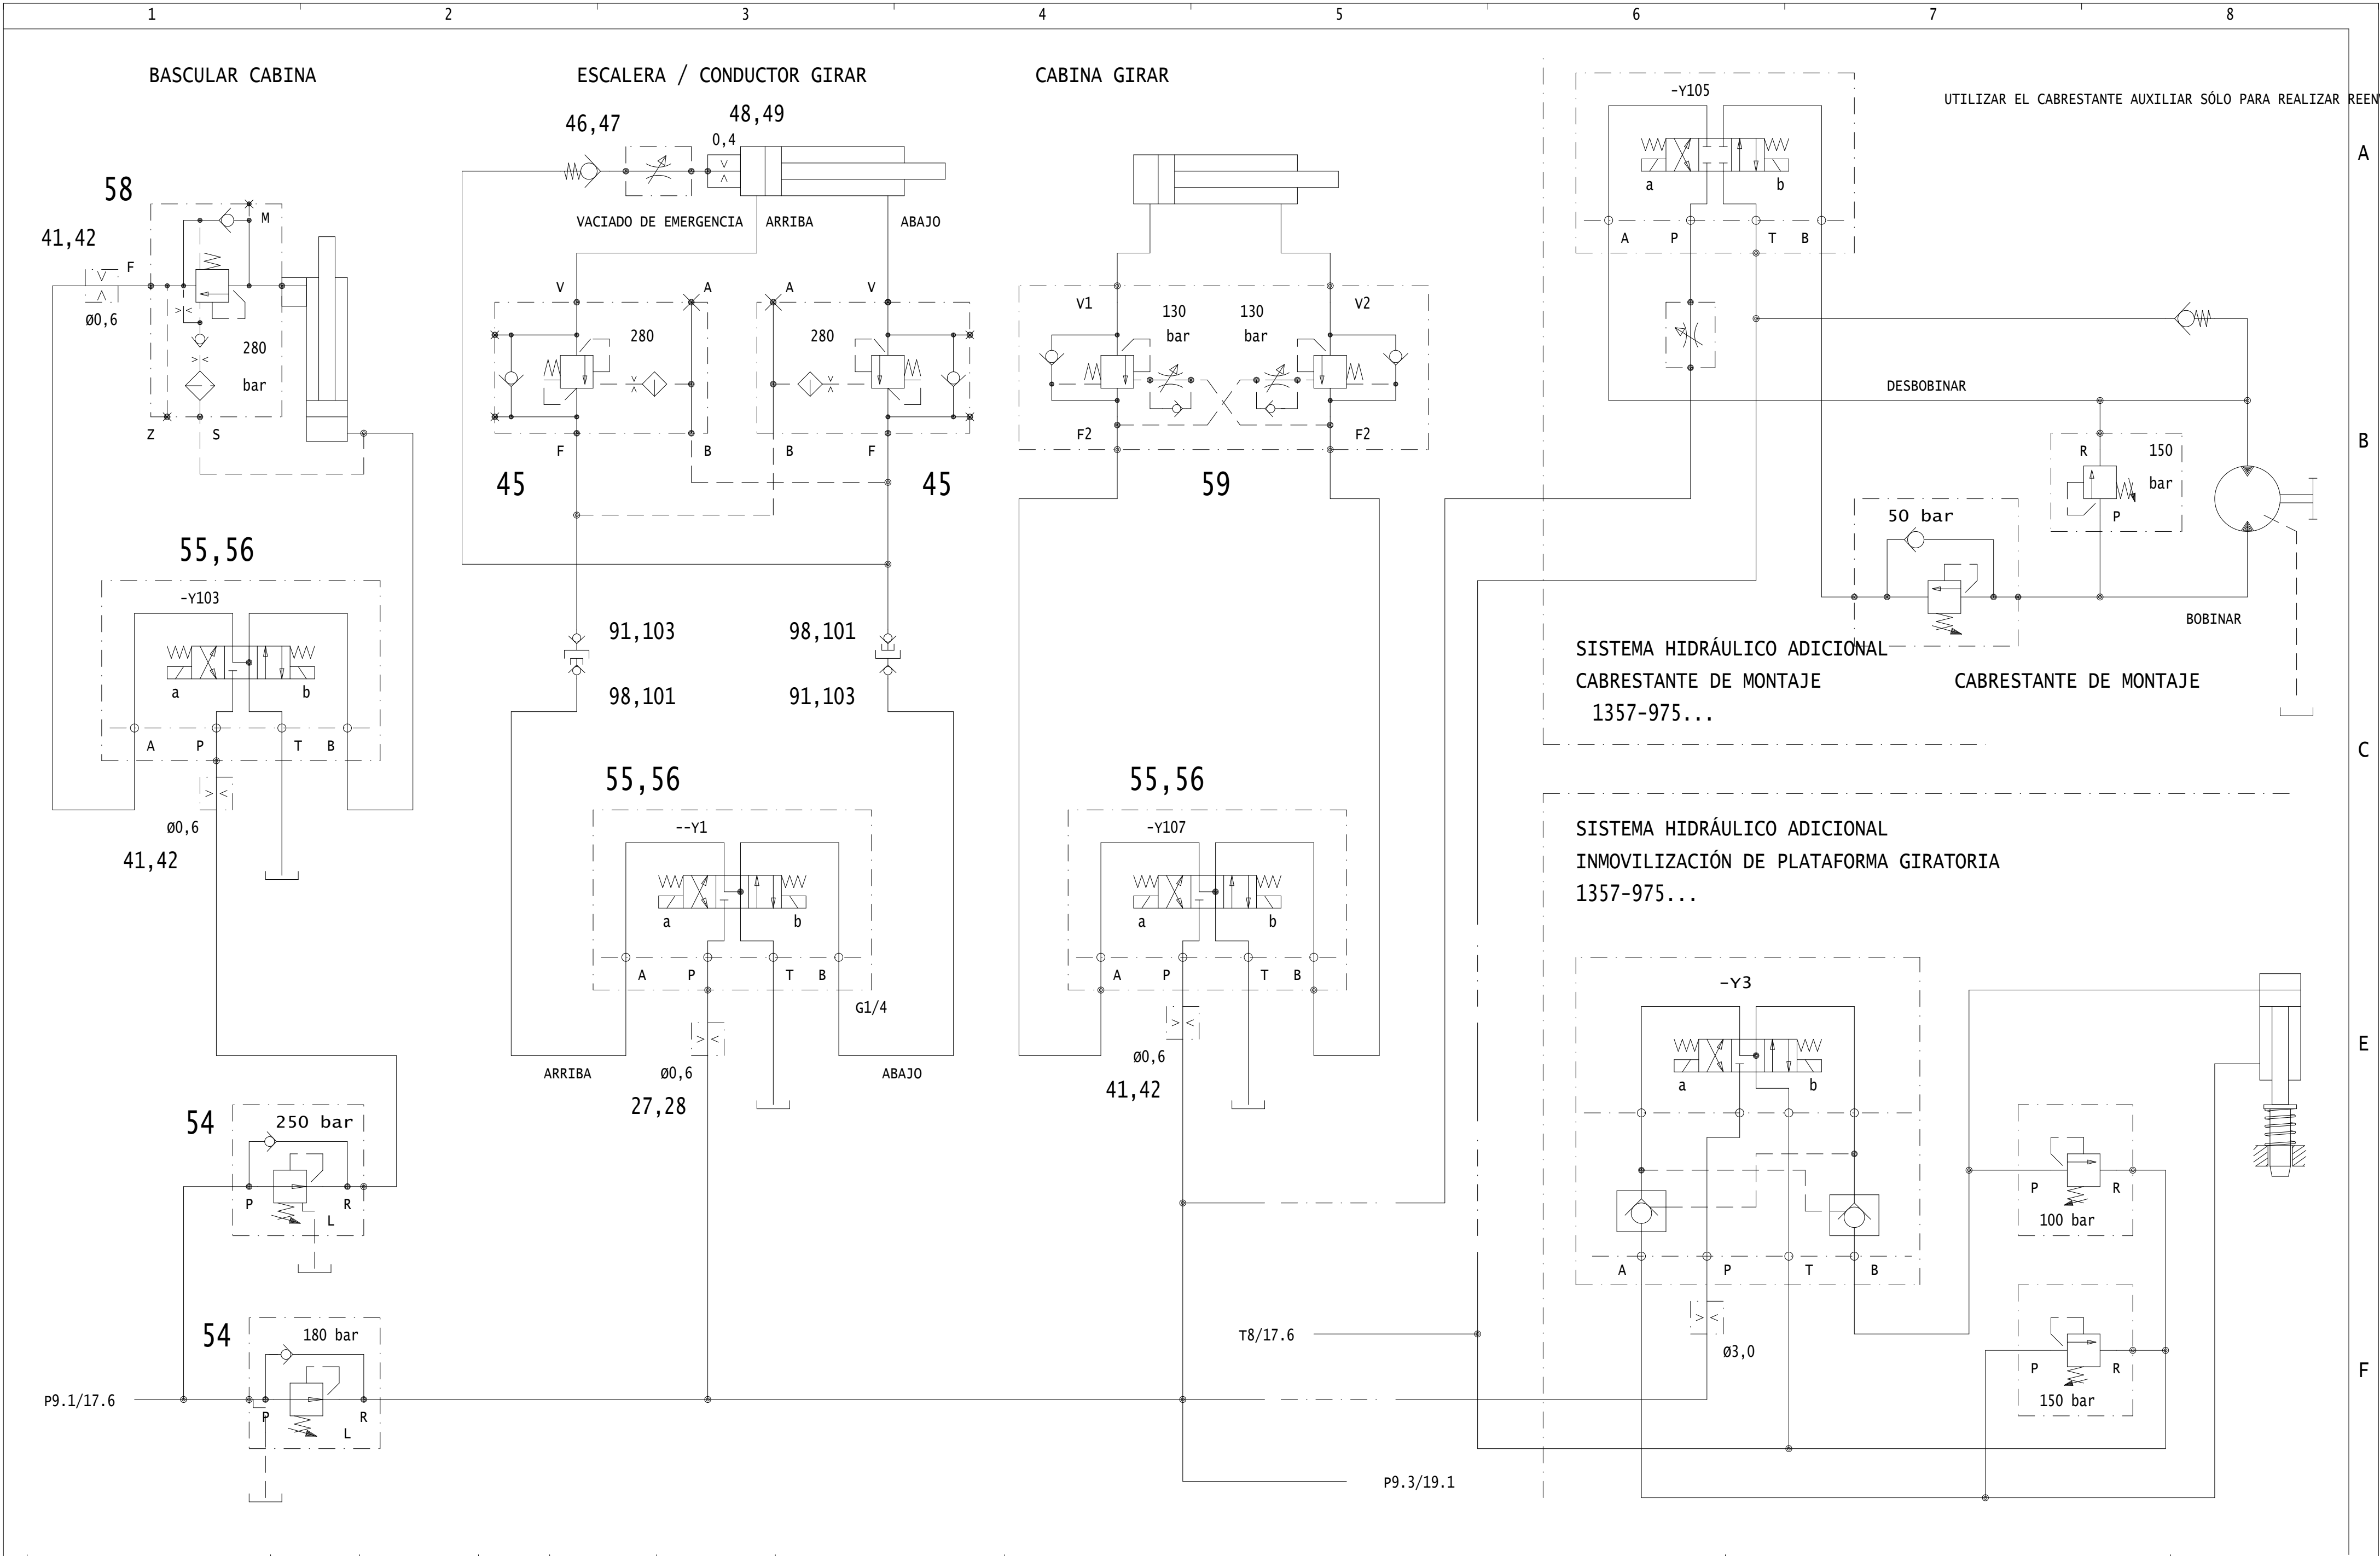 1 2 3 4 5 6 7 8
BASCULAR CABINA
ESCALERA / CONDUCTOR GIRAR
CABINA GIRAR
-Y105
UTILIZAR EL CABRESTANTE AUXILIAR SÓLO PARA REALIZAR REEN
46,47
48,49
0,4
A
a b
58
M
VACIADO DE EMERGENCIA ARRIBA
ABAJO
41,42
F
A P T B
Ø0,6
V A
A V
V1
130
bar
130
bar
V2
280
bar
280
280
DESBOBINAR
Z S
F B
B F
F2
F2
B
45
45
59
R
150
bar
P
50 bar
55,56
-Y103
BOBINAR
91,103
98,101
98,101
91,103
a b
SISTEMA HIDRÁULICO ADICIONAL
CABRESTANTE DE MONTAJE
1357-975...
CABRESTANTE DE MONTAJE
A P T B
C
55,56
55,56
Ø0,6
41,42
--Y1
-Y107
SISTEMA HIDRÁULICO ADICIONAL
INMOVILIZACIÓN DE PLATAFORMA GIRATORIA
1357-975...
a b
a b
A P T B
A P T B
G1/4
-Y3
ARRIBA
Ø0,6
ABAJO
27,28
Ø0,6
41,42
E
a b
54
250 bar
P R
L
P R
100 bar
A P T B
54
180 bar
T8/17.6
Ø3,0
P9.1/17.6
P R
L
P R
150 bar
F
P9.3/19.1